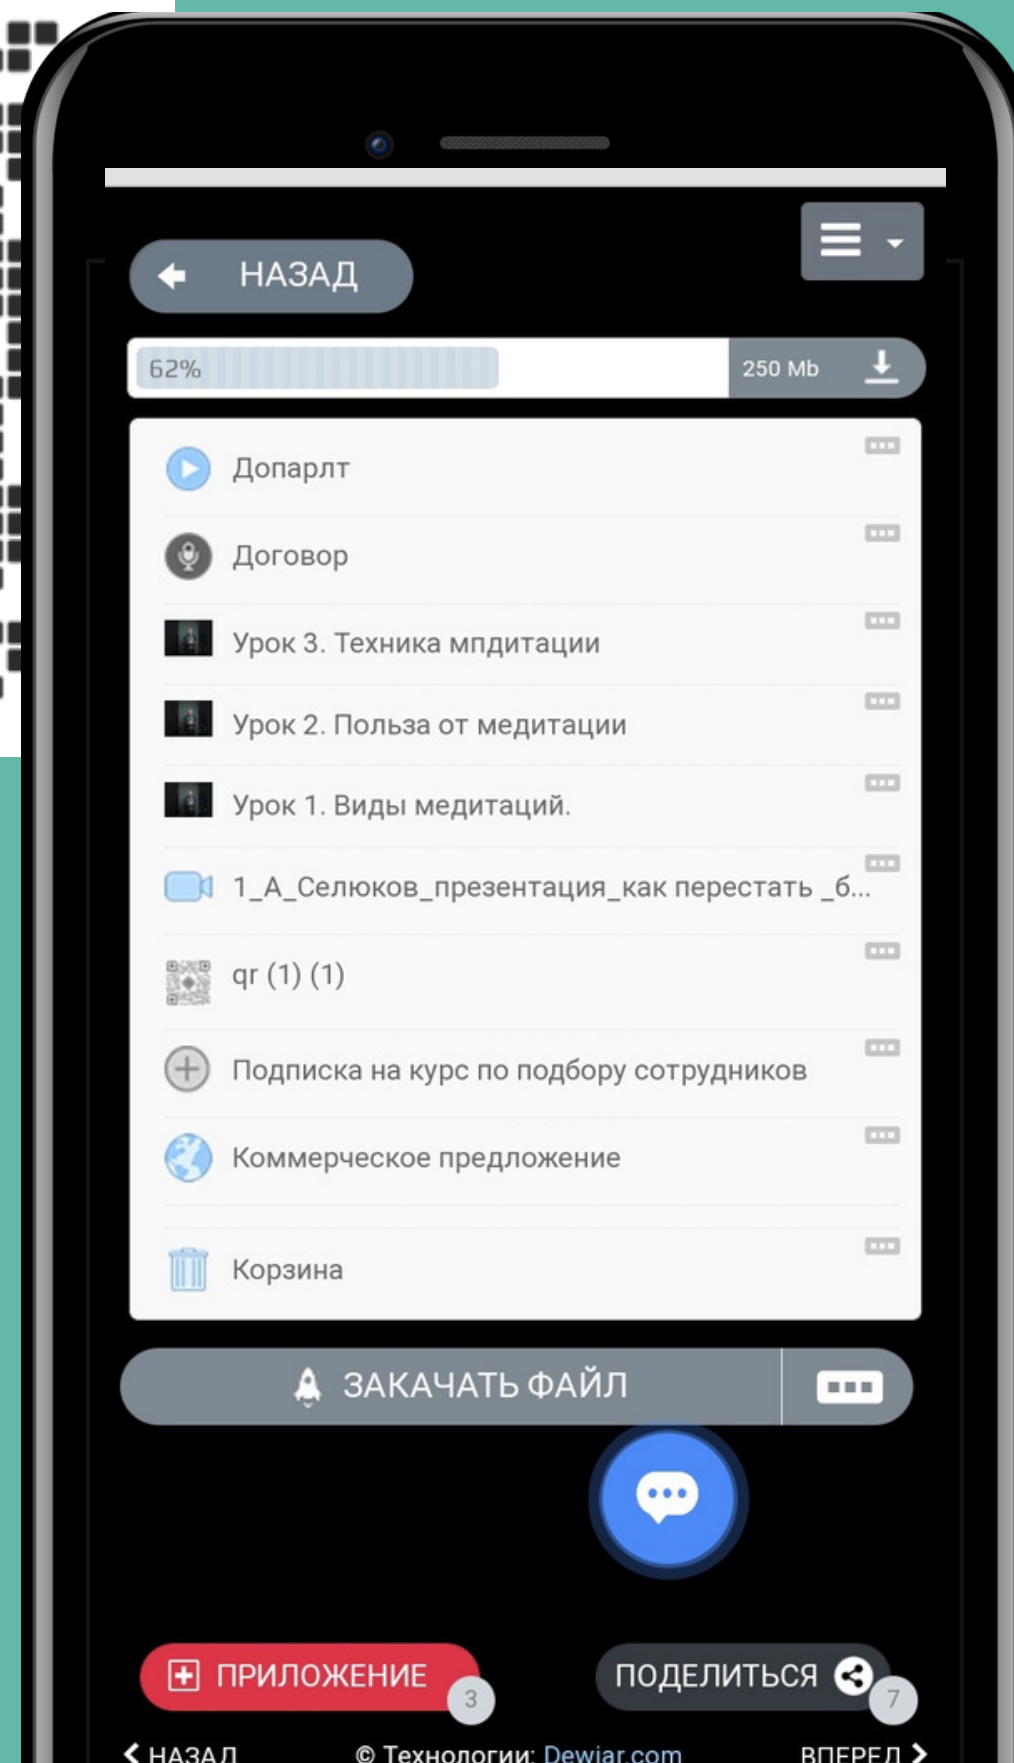 НАЗАД
62%
250 Mb
Допарлт
Договор
Урок 3. Техника мпдитации
Урок 2. Польза от медитации
Урок 1. Виды медитаций.
1_А_Селюков_презентация_как перестать _б...
qr (1) (1)
Подписка на курс по подбору сотрудников
Коммерческое предложение
Корзина
ЗАКАЧАТЬ ФАЙЛ
ПРИЛОЖЕНИЕ 3
ПОДЕЛИТЬСЯ 7
НАЗАД © Технологии: Dewiar.com ВПЕРЕД